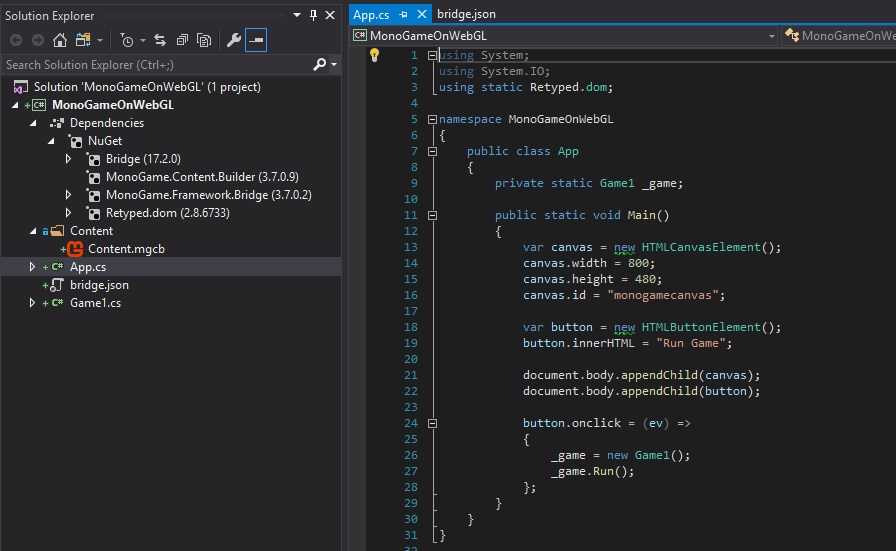 Solution Explorer
Search Solution Explorer (Ctrl+;)
Solution 'MonoGameOnWebGL' (1 project)
C# MonoGameOnWebGL
Dependencies
NuGet
Bridge (17.2.0)
MonoGame.Content.Builder (3.7.0.9)
MonoGame.Framework.Bridge (3.7.0.2)
Retyped.dom (2.8.6733)
Content
Content.mgcb
C# App.cs
bridge.json
C# Game1.cs
App.cs bridge.json
C# MonoGameOnWebGL MonoGameOnWe
1 using System;
2 using System.IO;
3 using static Retyped.dom;
4
5 namespace MonoGameOnWebGL
6 {
7 public class App
8 {
9 private static Game1 _game;
10
11 public static void Main()
12 {
13 var canvas = new HTMLCanvasElement();
14 canvas.width = 800;
15 canvas.height = 480;
16 canvas.id = "monogamecanvas";
17
18 var button = new HTMLButtonElement();
19 button.innerHTML = "Run Game";
20
21 document.body.appendChild(canvas);
22 document.body.appendChild(button);
23
24 button.onclick = (ev) =>
25 {
26 _game = new Game1();
27 _game.Run();
28 };
29 }
30 }
31 }